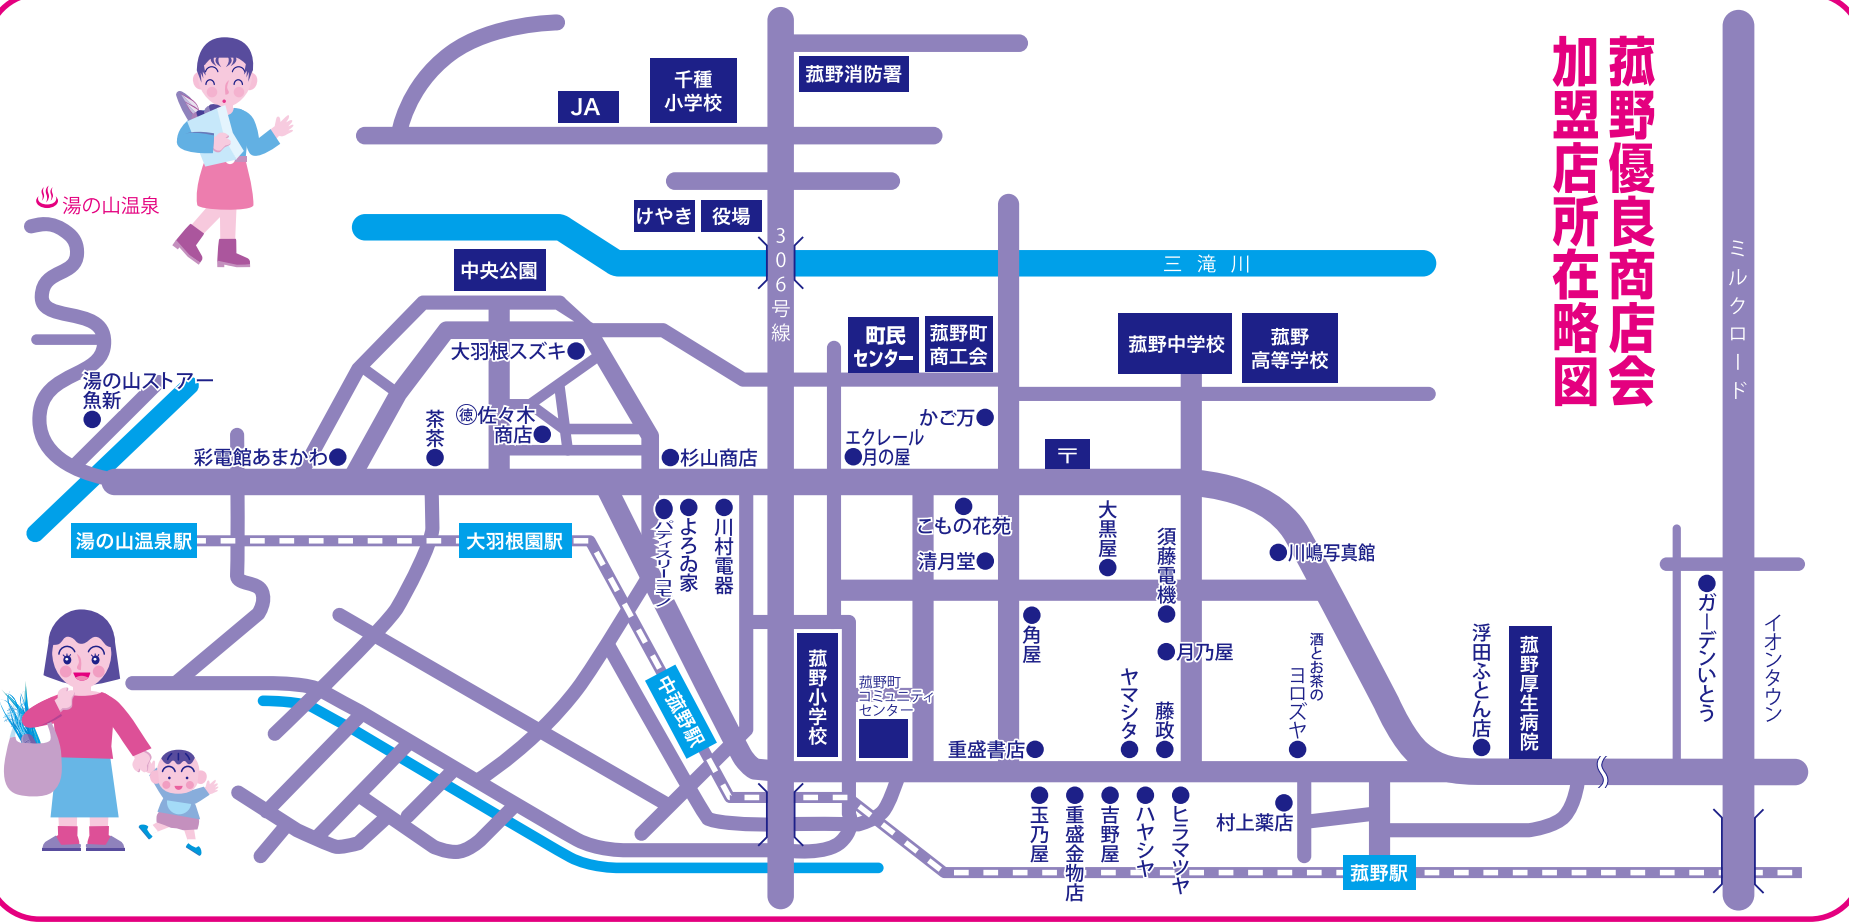 菰野優良商店会
加盟店所在略図
千種
小学校
JA
菰野消防署
けやき
役場
306号線
三滝川
ミルクロード
湯の山温泉
中央公園
大羽根スズキ
町民
センター
菰野町
商工会
菰野中学校
菰野
高等学校
湯の山ストアー
魚新
茶茶
徳佐々木
商店
かご万
エクレール
月の屋
〒
彩電館あまかわ
杉山商店
湯の山温泉駅
大羽根園駅
パティスリーコモン
よろゐ家
川村電器
こもの花苑
清月堂
大黒屋
須藤電機
川嶋写真館
角屋
月乃屋
ガーデンいとう
イオンタウン
中菰野駅
菰野小学校
菰野町
コミュニティ
センター
重盛書店
ヤマシタ
藤政
酒とお茶の
ヨロズヤ
浮田ふとん店
菰野厚生病院
玉乃屋
重盛金物店
吉野屋
ハヤシヤ
ヒラマツヤ
村上薬店
菰野駅